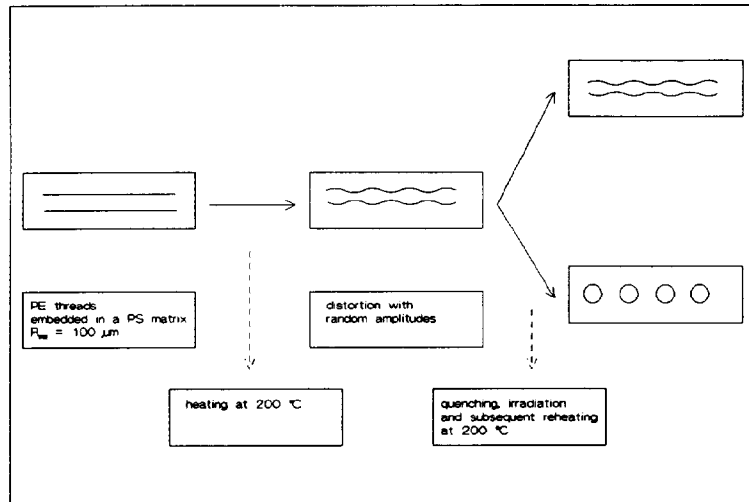 PE threads
embedded in a PS matrix
= 100 µm
distortion with
random amplitudes
heating at 200 °C
quenching, irradiation
and subsequent reheating
at 200 °C